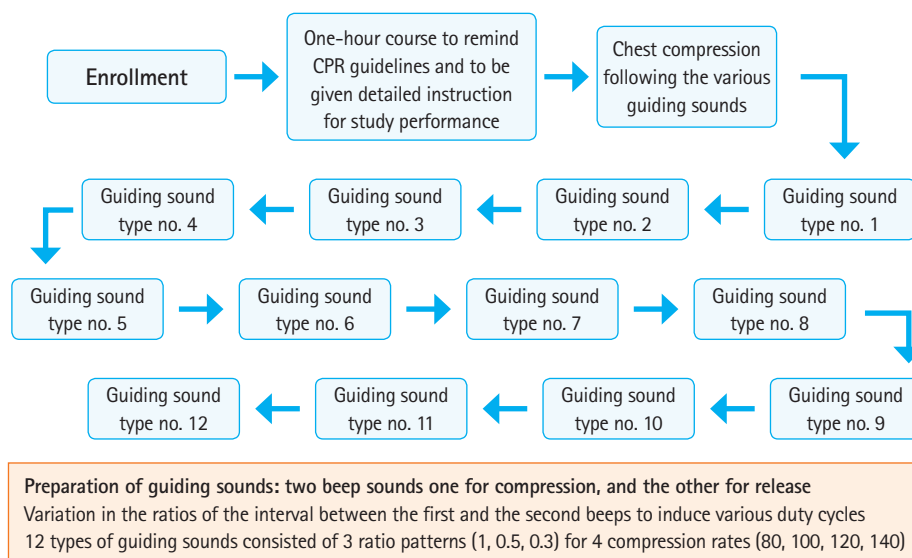 Enrollment
One-hour course to remind
CPR guidelines and to be
given detailed instruction
for study performance
Chest compression
following the various
guiding sounds
Guiding sound
type no. 1
Guiding sound
type no. 2
Guiding sound
type no. 3
Guiding sound
type no. 4
Guiding sound
type no. 5
Guiding sound
type no. 6
Guiding sound
type no. 7
Guiding sound
type no. 8
Guiding sound
type no. 9
Guiding sound
type no. 10
Guiding sound
type no. 11
Guiding sound
type no. 12
Preparation of guiding sounds: two beep sounds one for compression, and the other for release
Variation in the ratios of the interval between the first and the second beeps to induce various duty cycles
12 types of guiding sounds consisted of 3 ratio patterns (1, 0.5, 0.3) for 4 compression rates (80, 100, 120, 140)